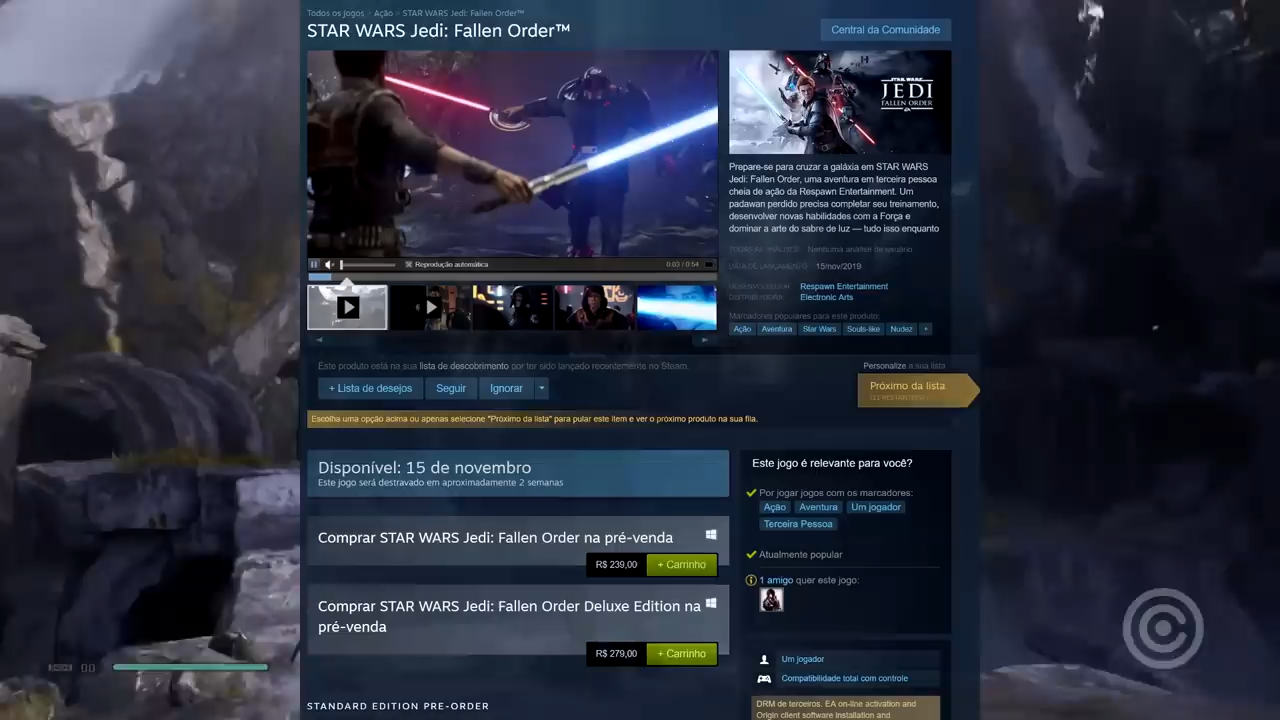 Todos os jogos > Ação > STAR WARS Jedi: Fallen Order™
STAR WARS Jedi: Fallen Order™
Central da Comunidade
STAR WARS
JEDI
FALLEN ORDER
Prepare-se para cruzar a galáxia em STAR WARS
Jedi: Fallen Order, uma aventura em terceira pessoa
cheia de ação da Respawn Entertainment. Um
padawan perdido precisa completar seu treinamento,
desenvolver novas habilidades com a Força e
dominar a arte do sabre de luz — tudo isso enquanto
Reprodução automática
0:03 / 0:54
Nenhuma análise de usuário
DATA DE LANÇAMENTO: 15/nov/2019
DESENVOLVEDOR: Respawn Entertainment
DISTRIBUIDORA: Electronic Arts
Marcadores populares para este produto:
Ação Aventura Star Wars Souls-like Nudez +
Este produto está na sua lista de descobrimento por ter sido lançado recentemente no Steam.
Personalize a sua lista
+ Lista de desejos Seguir Ignorar
Próximo da lista
Escolha uma opção acima ou apenas selecione "Próximo da lista" para pular este item e ver o próximo produto na sua fila.
Disponível: 15 de novembro
Este jogo será destravado em aproximadamente 2 semanas
Este jogo é relevante para você?
Por jogar jogos com os marcadores:
Ação Aventura Um jogador
Terceira Pessoa
Comprar STAR WARS Jedi: Fallen Order na pré-venda
R$ 239,00 + Carrinho
Atualmente popular
1 amigo quer este jogo:
Comprar STAR WARS Jedi: Fallen Order Deluxe Edition na
pré-venda
R$ 279,00 + Carrinho
Um jogador
Compatibilidade total com controle
STANDARD EDITION PRE-ORDER
DRM de terceiros: EA on-line activation and
Origin client software installation and